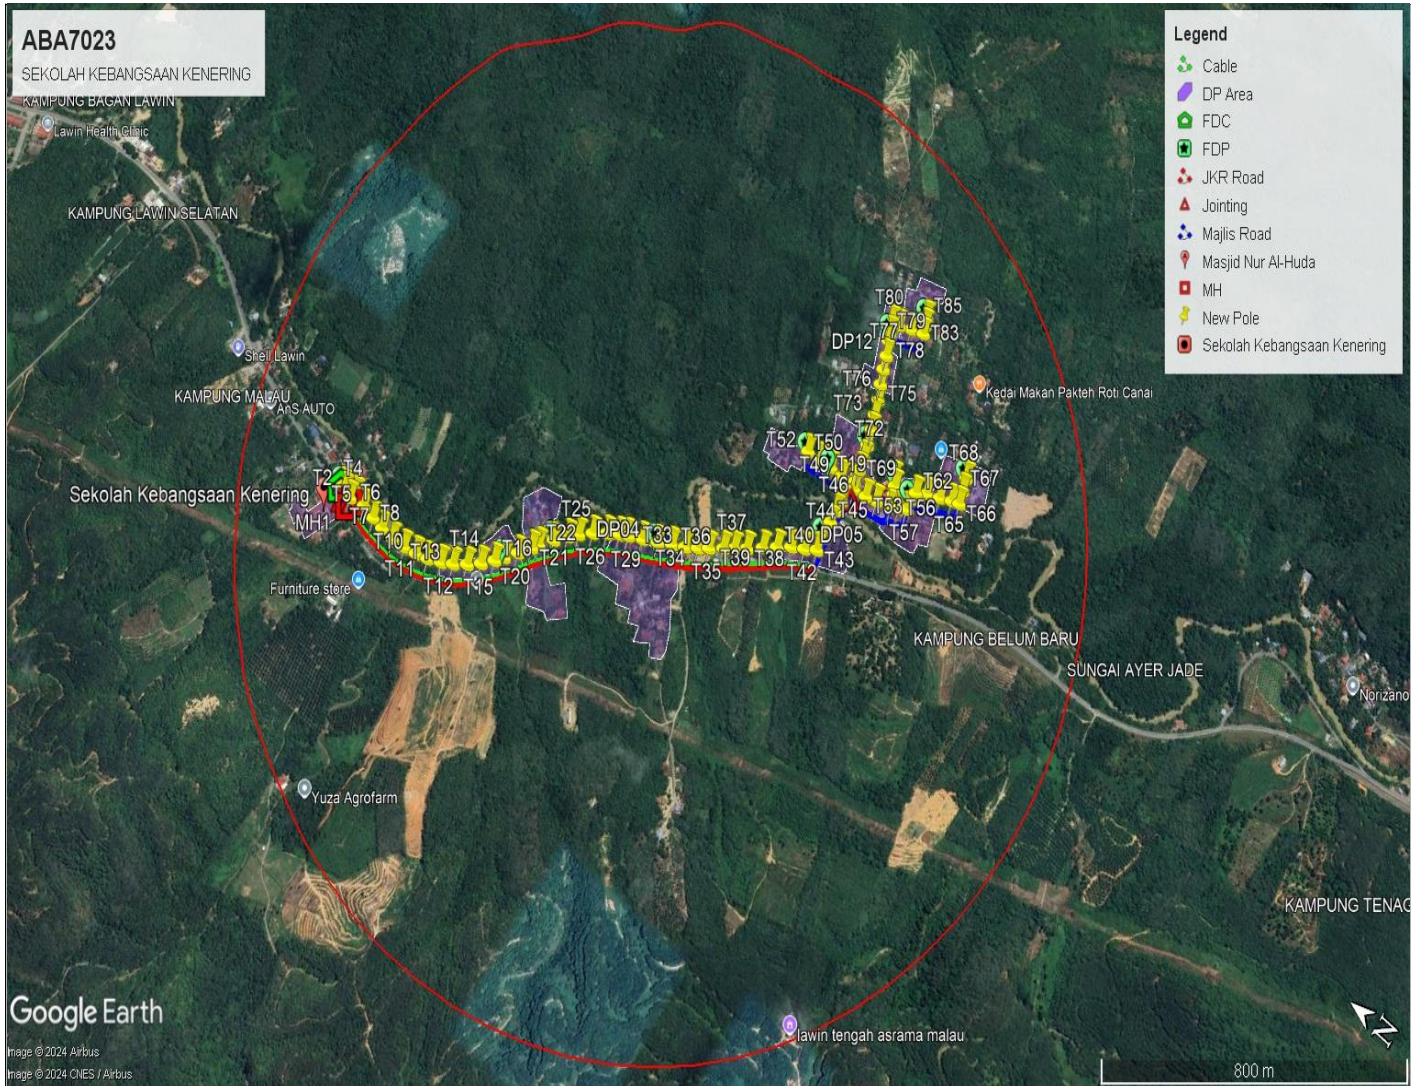 ABA7023
SEKOLAH KEBANGSAAN KENERING
KAMPUNG BAGAN LAWIN
Lawin Health Clinic
KAMPUNG LAWIN SELATAN
Shell Lawin
KAMPUNG MALAU
AnS AUTO
Legend
Cable
DP Area
FDC
FDP
JKR Road
Jointing
Majlis Road
Masjid Nur Al-Huda
MH
New Pole
Sekolah Kebangsaan Kenering
T80
T85
T79
T77
T83
DP12
T78
T76
T75
Kedai Makan Pakteh Roti Canai
T73
T72
T52
T50
T68
T49
T19
T69
T67
T62
T4
T2
Sekolah Kebangsaan Kenering
T5
T6
T46
T53
T56
T45
T66
T65
MH1
T7
T8
T25
T44
T57
T22
DP04
T33
T37
DP05
T10
T13
T14
T16
T36
T40
T43
T11
T12
T15
T20
T21
T26
T29
T34
T35
T39
T38
T42
Furniture store
KAMPUNG BELUM BARU
SUNGAI AYER JADE
Norizano
Yuza Agrofarm
KAMPUNG TENAG
lawin tengah asrama malau
Google Earth
Image © 2024 Airbus
Image © 2024 CNES / Airbus
N
800 m